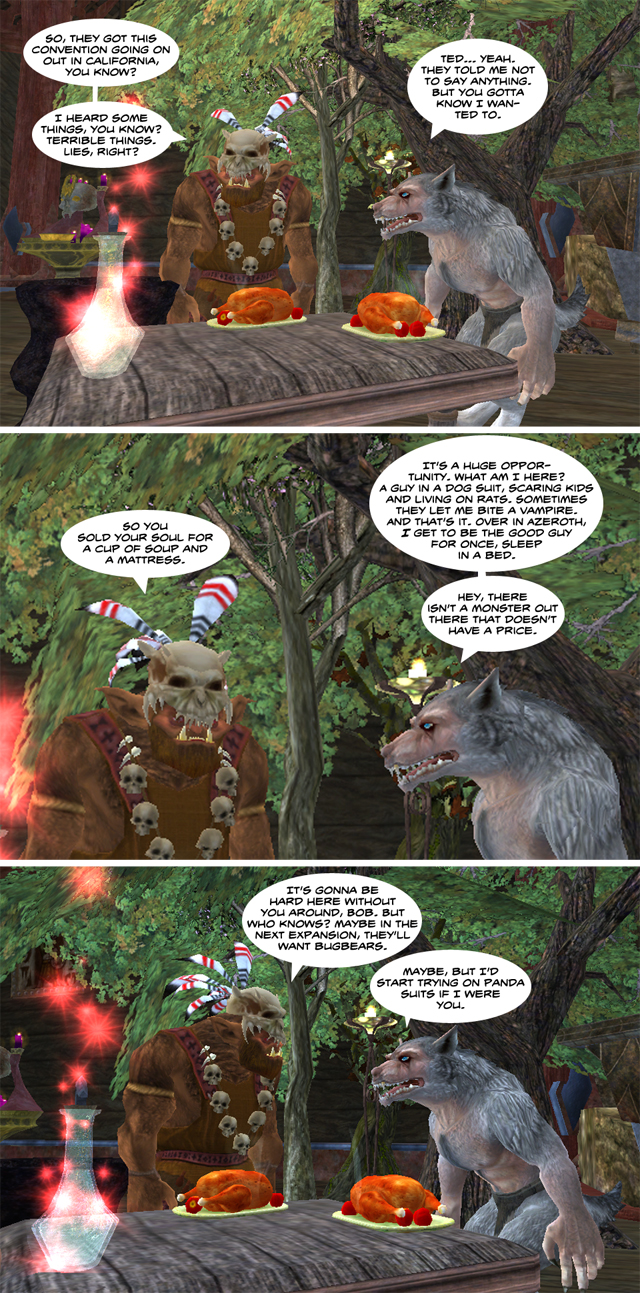 SO, THEY GOT THIS
CONVENTION GOING ON
OUT IN CALIFORNIA,
YOU KNOW?
I HEARD SOME
THINGS, YOU KNOW?
TERRIBLE THINGS.
LIES, RIGHT?
TED... YEAH.
THEY TOLD ME NOT
TO SAY ANYTHING.
BUT YOU GOTTA
KNOW I WAN-
TED TO.
SO YOU
SOLD YOUR SOUL FOR
A CUP OF SOUP AND
A MATTRESS.
IT'S A HUGE OPPOR-
TUNITY. WHAT AM I HERE?
A GUY IN A DOG SUIT, SCARING KIDS
AND LIVING ON RATS. SOMETIMES
THEY LET ME BITE A VAMPIRE.
AND THAT'S IT. OVER IN AZEROTH,
I GET TO BE THE GOOD GUY
FOR ONCE, SLEEP
IN A BED.
HEY, THERE
ISN'T A MONSTER OUT
THERE THAT DOESN'T
HAVE A PRICE.
IT'S GONNA BE
HARD HERE WITHOUT
YOU AROUND, BOB. BUT
WHO KNOWS? MAYBE IN THE
NEXT EXPANSION, THEY'LL
WANT BUGBEARS.
MAYBE, BUT I'D
START TRYING ON PANDA
SUITS IF I WERE
YOU.